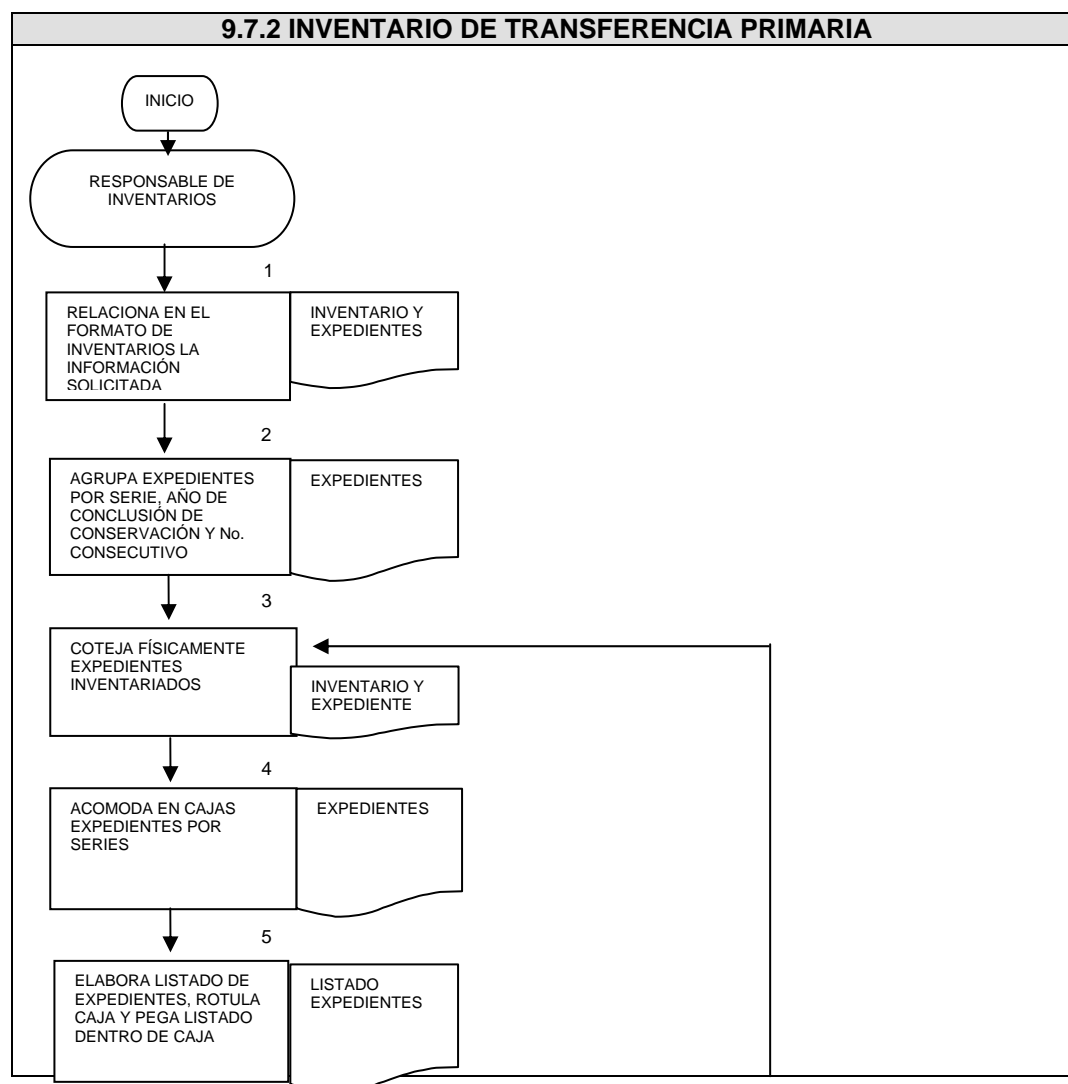 9.7.2 INVENTARIO DE TRANSFERENCIA PRIMARIA
INICIO
RESPONSABLE DE
INVENTARIOS
1
RELACIONA EN EL
FORMATO DE
INVENTARIOS LA
INFORMACIÓN
SOLICITADA
INVENTARIO Y
EXPEDIENTES
2
AGRUPA EXPEDIENTES
POR SERIE, AÑO DE
CONCLUSIÓN DE
CONSERVACIÓN Y No.
CONSECUTIVO
EXPEDIENTES
3
COTEJA FÍSICAMENTE
EXPEDIENTES
INVENTARIADOS
INVENTARIO Y
EXPEDIENTE
4
ACOMODA EN CAJAS
EXPEDIENTES POR
SERIES
EXPEDIENTES
5
ELABORA LISTADO DE
EXPEDIENTES, ROTULA
CAJA Y PEGA LISTADO
DENTRO DE CAJA
LISTADO
EXPEDIENTES